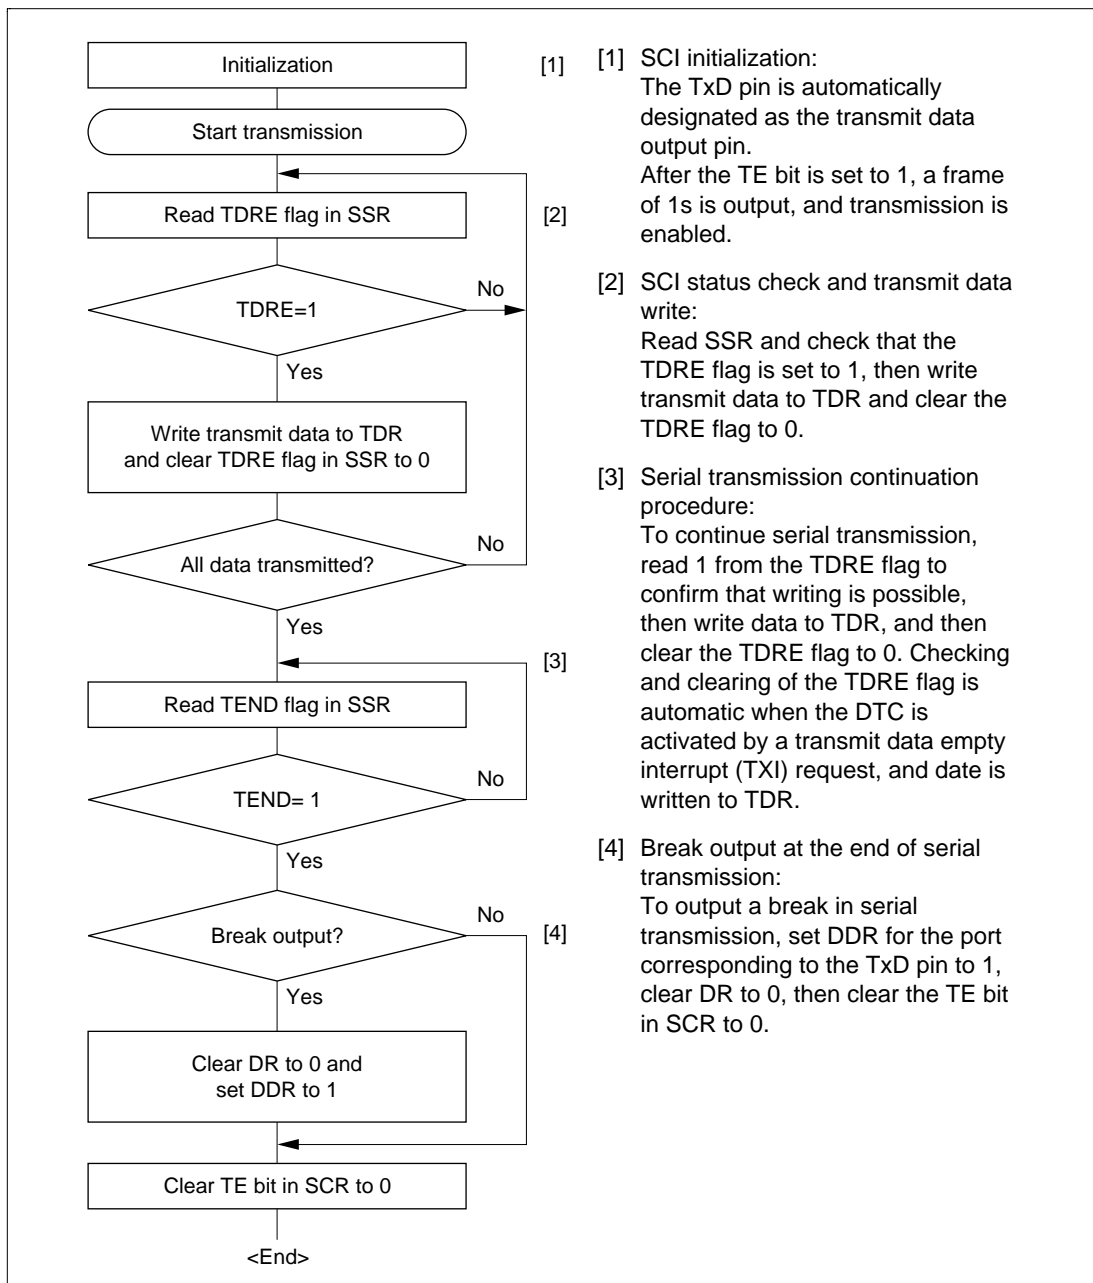 Initialization
[1]
Start transmission
Read TDRE flag in SSR
[2]
TDRE=1
No
Yes
Write transmit data to TDR
and clear TDRE flag in SSR to 0
All data transmitted?
No
Yes
[3]
Read TEND flag in SSR
TEND= 1
No
Yes
Break output?
No
[4]
Yes
Clear DR to 0 and
set DDR to 1
Clear TE bit in SCR to 0
<End>
[1] SCI initialization:
The TxD pin is automatically
designated as the transmit data
output pin.
After the TE bit is set to 1, a frame
of 1s is output, and transmission is
enabled.
[2] SCI status check and transmit data
write:
Read SSR and check that the
TDRE flag is set to 1, then write
transmit data to TDR and clear the
TDRE flag to 0.
[3] Serial transmission continuation
procedure:
To continue serial transmission,
read 1 from the TDRE flag to
confirm that writing is possible,
then write data to TDR, and then
clear the TDRE flag to 0. Checking
and clearing of the TDRE flag is
automatic when the DTC is
activated by a transmit data empty
interrupt (TXI) request, and date is
written to TDR.
[4] Break output at the end of serial
transmission:
To output a break in serial
transmission, set DDR for the port
corresponding to the TxD pin to 1,
clear DR to 0, then clear the TE bit
in SCR to 0.